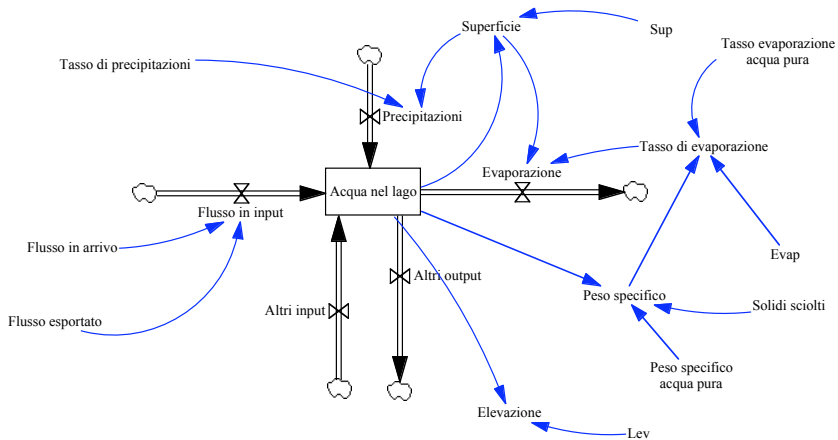 Superficie
Sup
Tasso evaporazione
acqua pura
Tasso di precipitazioni
Precipitazioni
Tasso di evaporazione
Evaporazione
Acqua nel lago
Flusso in input
Flusso in arrivo
Evap
Altri output
Peso specifico
Solidi sciolti
Altri input
Flusso esportato
Peso specifico
acqua pura
Elevazione
Lev